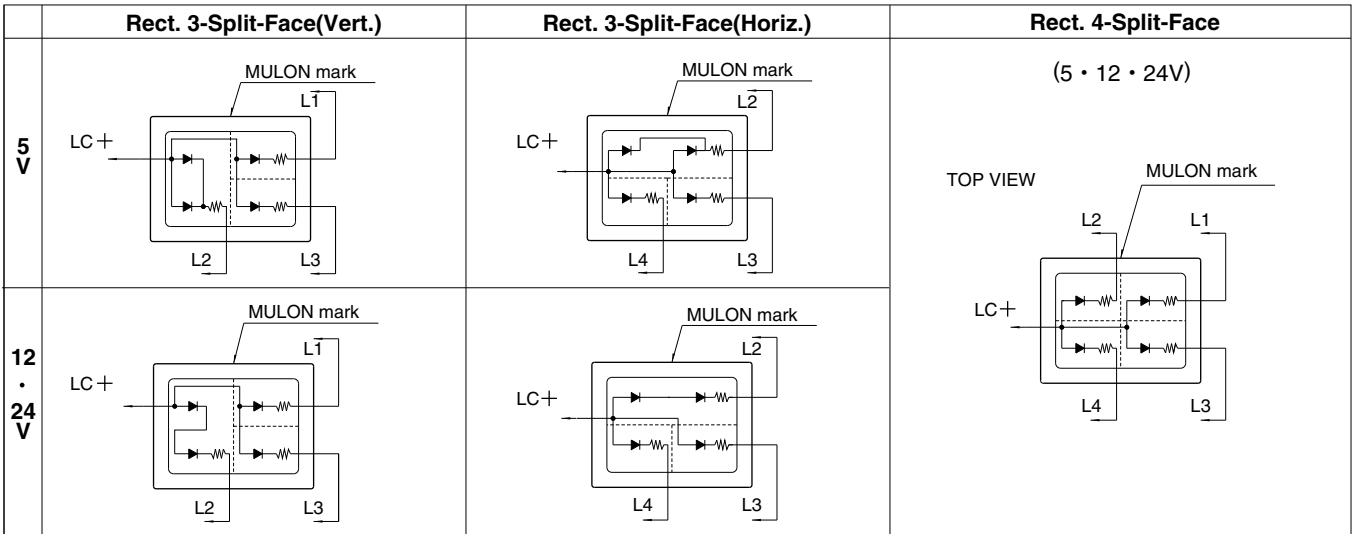 Rect. 3-Split-Face(Vert.)
Rect. 3-Split-Face(Horiz.)
Rect. 4-Split-Face
5
V
MULON mark
L1
LC+
L2
L3
MULON mark
L2
LC+
L4
L3
(5・12・24V)
TOP VIEW
MULON mark
L2
L1
LC+
L4
L3
12
・
24
V
MULON mark
L1
LC+
L2
L3
MULON mark
L2
LC+
L4
L3